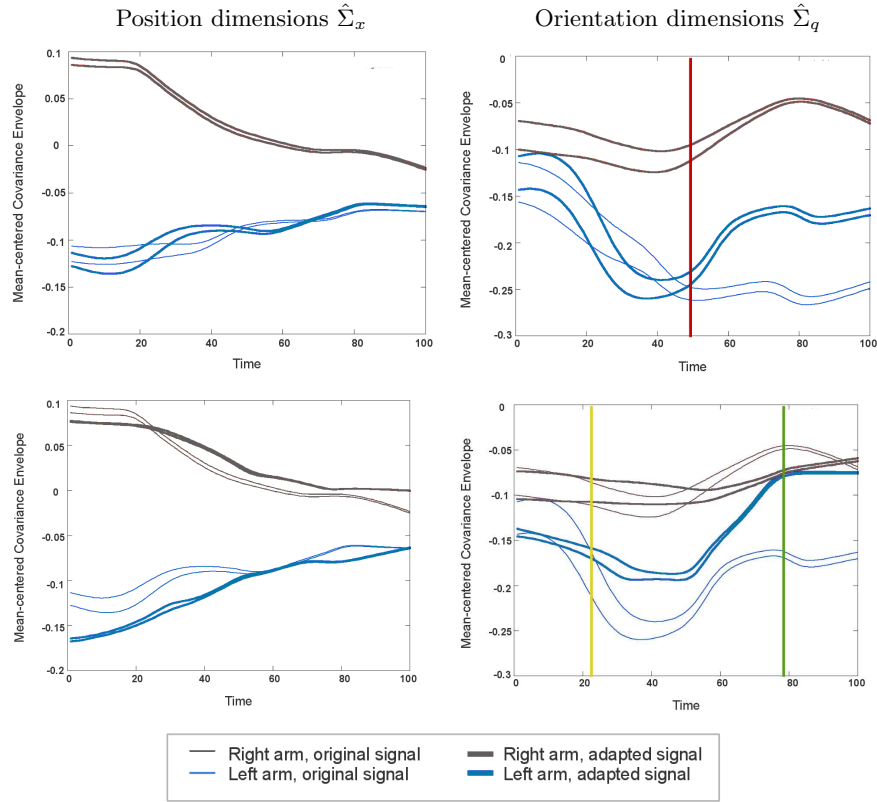 Position dimensions Σ̂x
Orientation dimensions Σ̂q
Mean-centered Covariance Envelope
0.1
0.05
0
-0.05
-0.1
-0.15
-0.2
0 20 40 60 80 100
Time
Mean-centered Covariance Envelope
0
-0.05
-0.1
-0.15
-0.2
-0.25
-0.3
0 20 40 60 80 100
Time
Mean-centered Covariance Envelope
0.1
0.05
0
-0.05
-0.1
-0.15
-0.2
0 20 40 60 80 100
Time
Mean-centered Covariance Envelope
0
-0.05
-0.1
-0.15
-0.2
-0.25
-0.3
0 20 40 60 80 100
Time
Right arm, original signal
Left arm, original signal
Right arm, adapted signal
Left arm, adapted signal